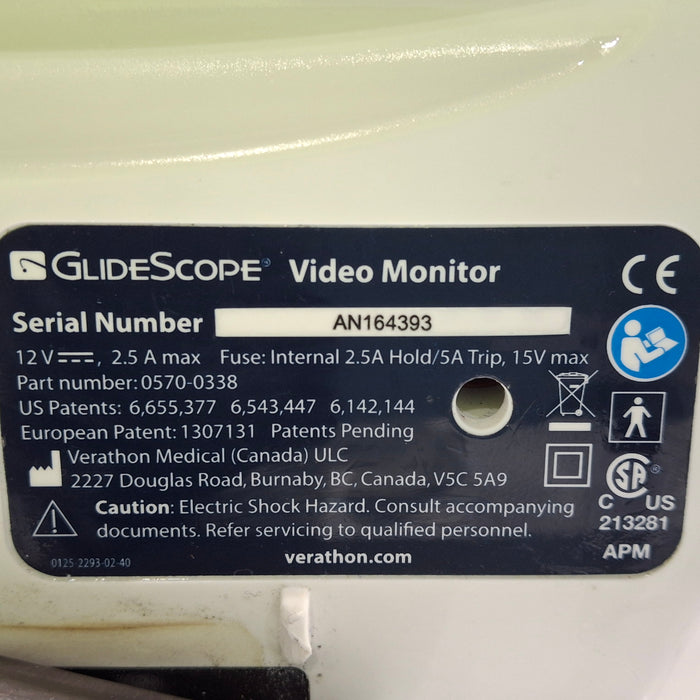 GLIDESCOPE® Video Monitor
CE
Serial Number AN164393
12 V, 2.5 A max Fuse: Internal 2.5A Hold/5A Trip, 15V max
Part number: 0570-0338
US Patents: 6,655,377 6,543,447 6,142,144
European Patent: 1307131 Patents Pending
Verathon Medical (Canada) ULC
2227 Douglas Road, Burnaby, BC, Canada, V5C 5A9
Caution: Electric Shock Hazard. Consult accompanying
documents. Refer servicing to qualified personnel.
SA®
C US
213281
APM
0125 2293-02-40
verathon.com